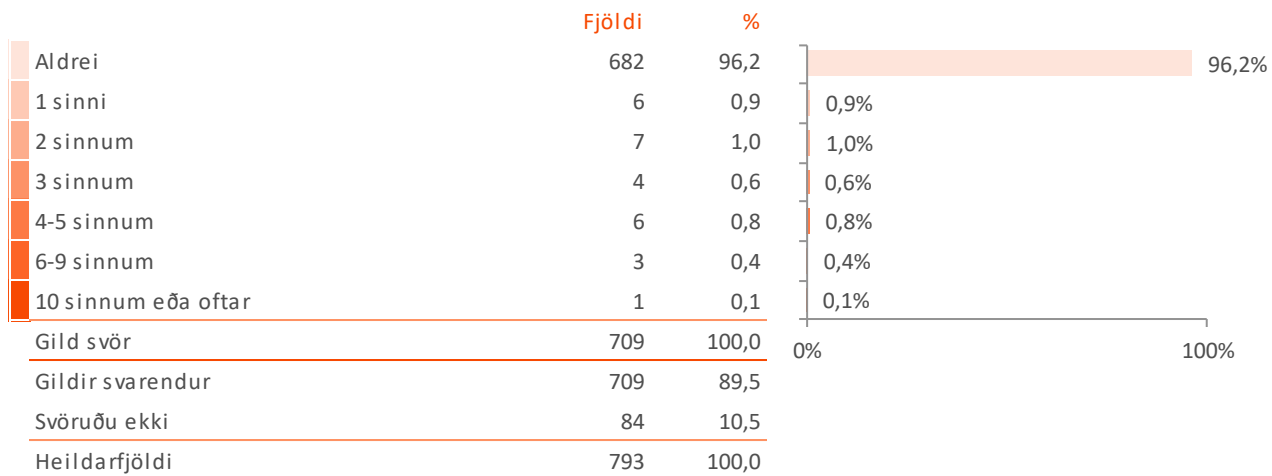 Fjöldi %
Aldrei 682 96,2 96,2%
1 sinni 6 0,9 0,9%
2 sinnum 7 1,0 1,0%
3 sinnum 4 0,6 0,6%
4-5 sinnum 6 0,8 0,8%
6-9 sinnum 3 0,4 0,4%
10 sinnum eða oftar 1 0,1 0,1%
Gild svör 709 100,0 0% 100%
Gildir svarendur 709 89,5
Svöruðu ekki 84 10,5
Heildarfjöldi 793 100,0